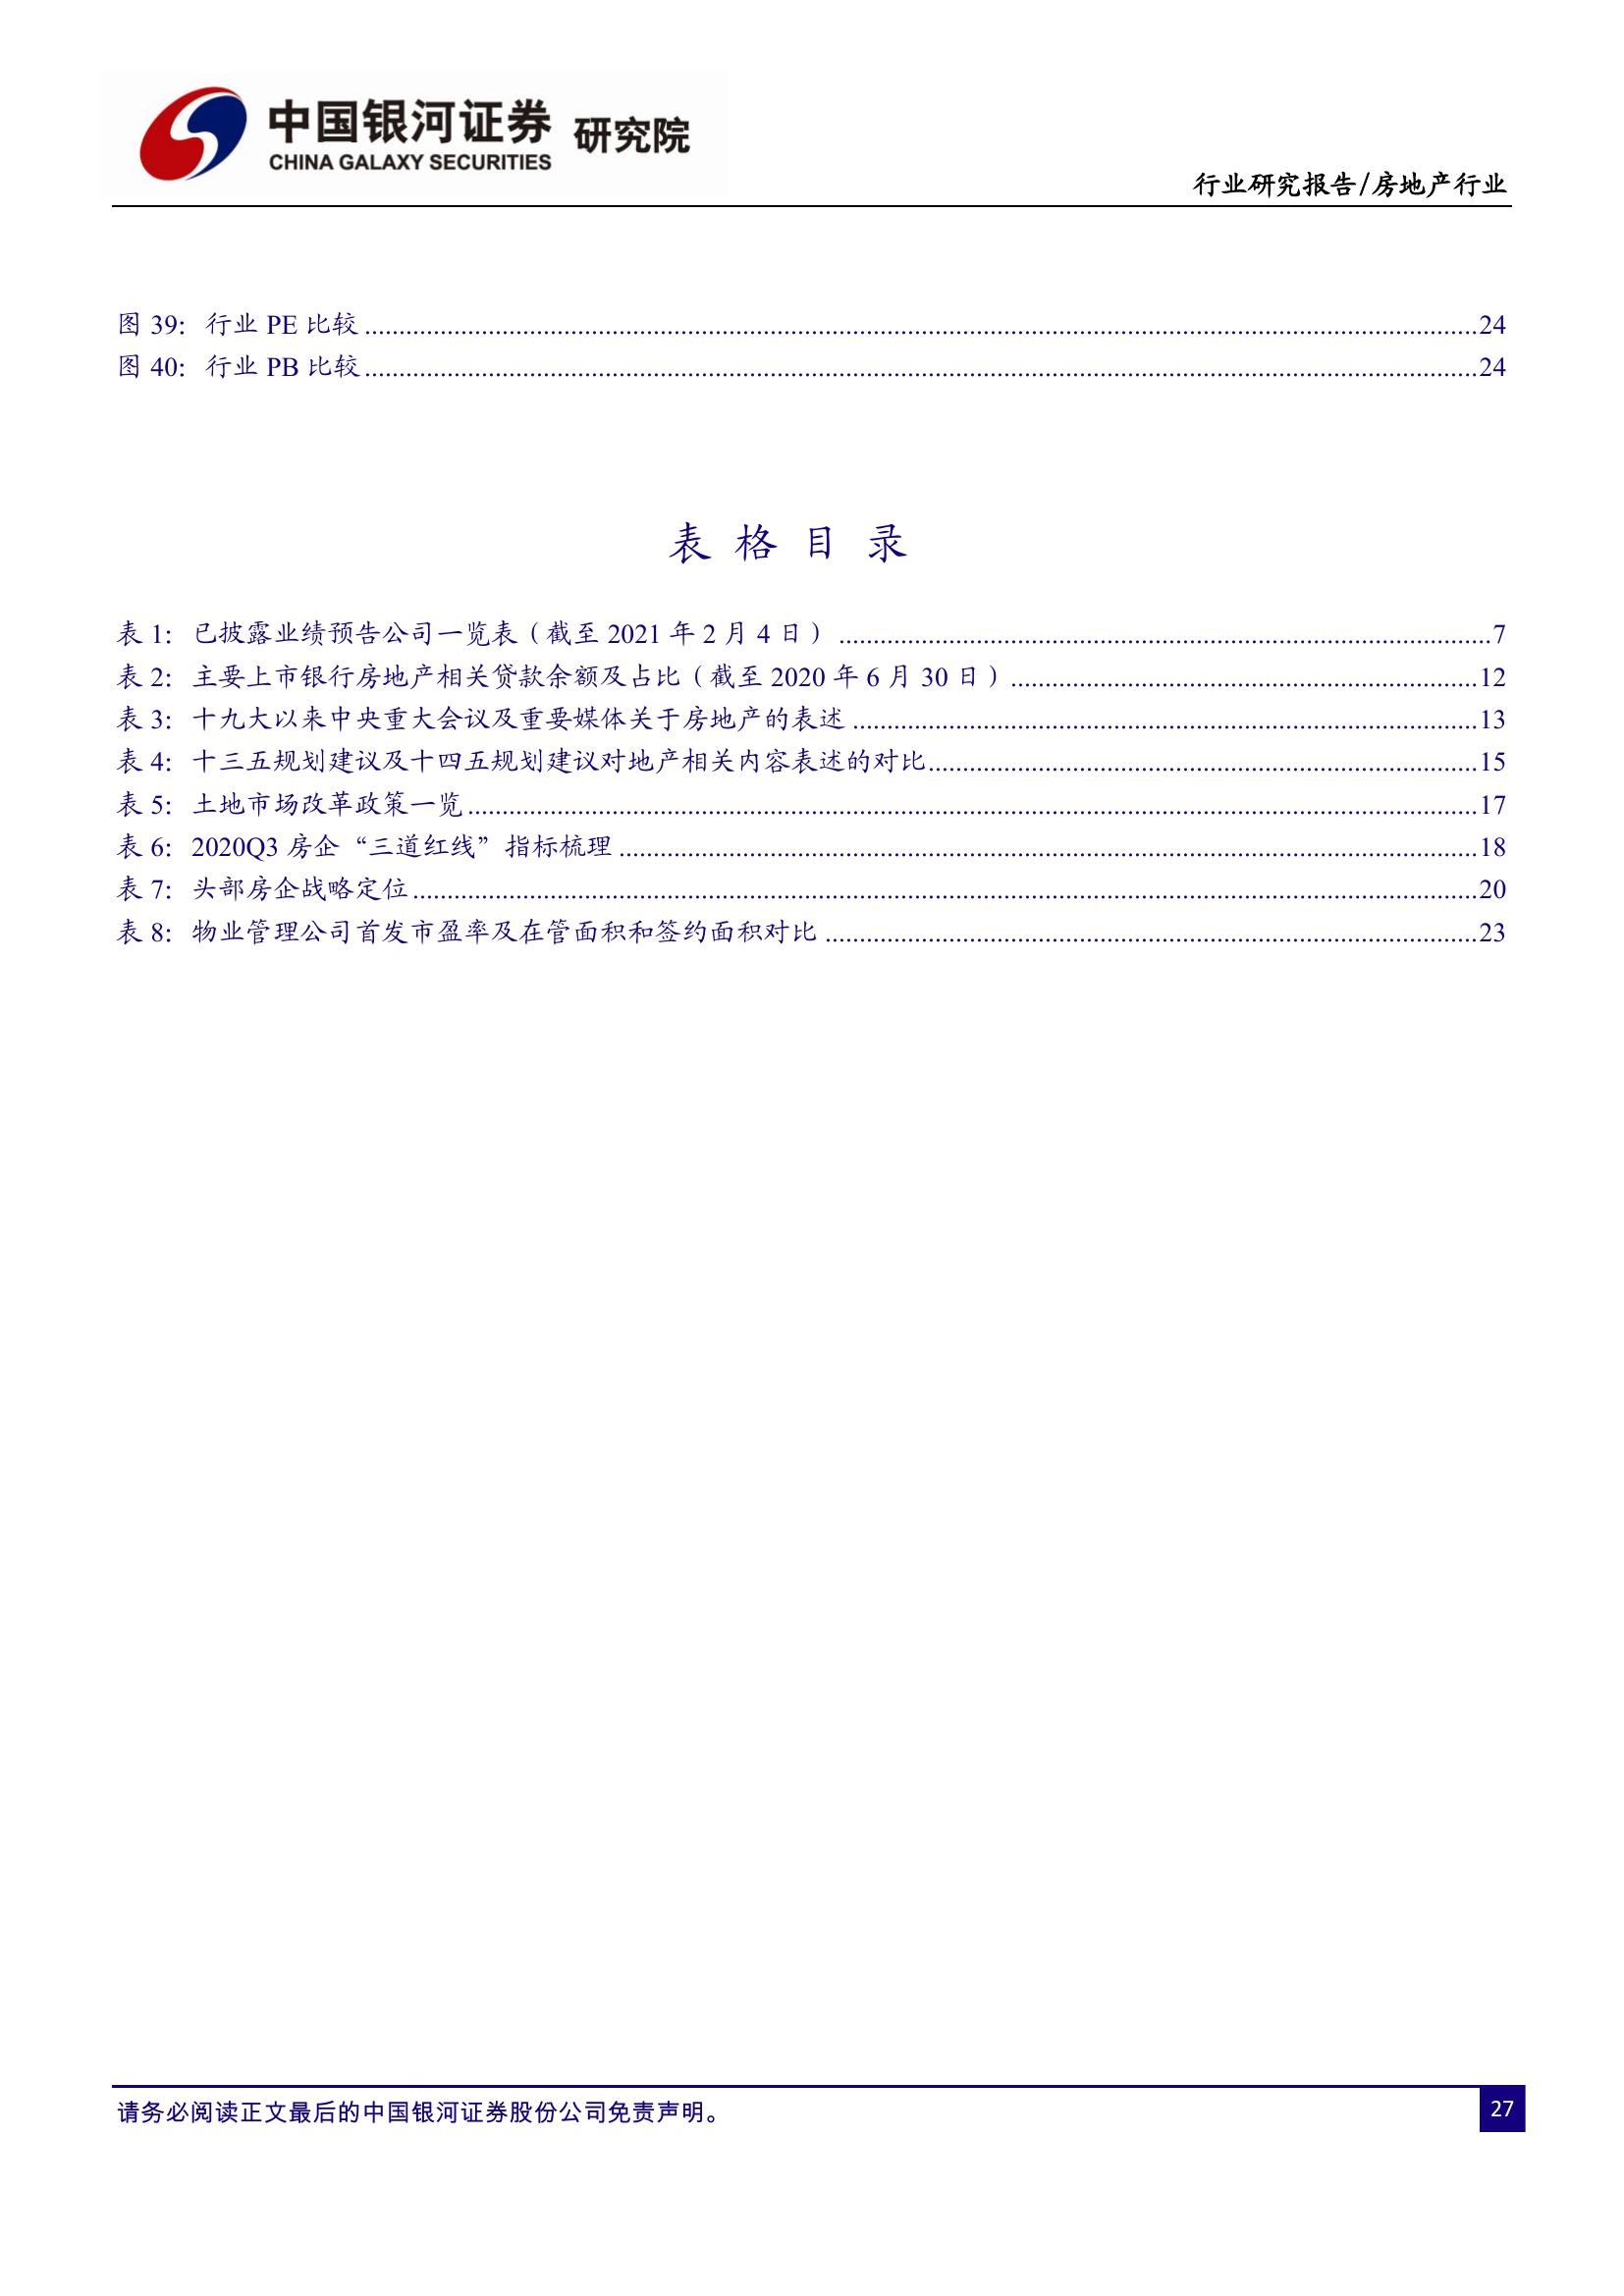 中国银河证券 研究院
CHINA GALAXY SECURITIES
行业研究报告/房地产行业
图 39：行业 PE 比较 24
图 40：行业 PB 比较 24
表 格 目 录
表 1：已披露业绩预告公司一览表（截至 2021 年 2 月 4 日） 7
表 2：主要上市银行房地产相关贷款余额及占比（截至 2020 年 6 月 30 日） 12
表 3：十九大以来中央重大会议及重要媒体关于房地产的表述 13
表 4：十三五规划建议及十四五规划建议对地产相关内容表述的对比 15
表 5：土地市场改革政策一览 17
表 6：2020Q3 房企“三道红线”指标梳理 18
表 7：头部房企战略定位 20
表 8：物业管理公司首发市盈率及在管面积和签约面积对比 23
请务必阅读正文最后的中国银河证券股份公司免责声明。
27